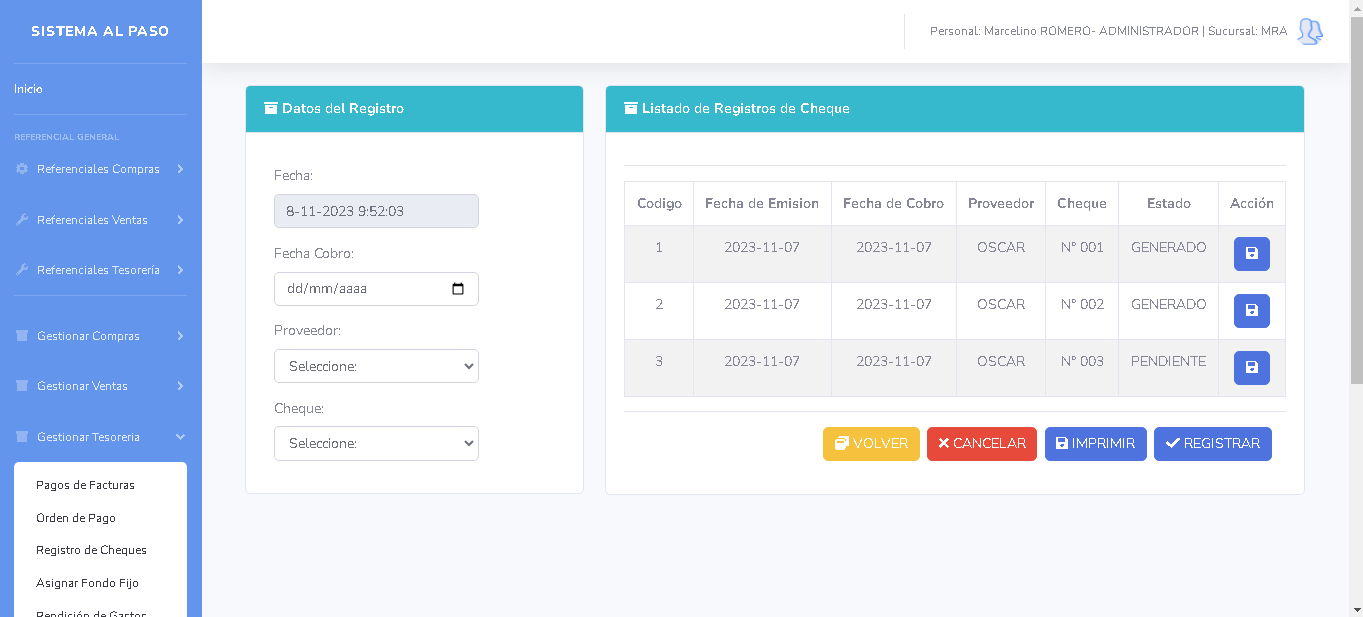 SISTEMA AL PASO
Personal: Marcelino ROMERO- ADMINISTRADOR | Sucursal: MRA
Inicio
REFERENCIAL GENERAL
Referenciales Compras
Referenciales Ventas
Referenciales Tesorería
Gestionar Compras
Gestionar Ventas
Gestionar Tesoreria
Pagos de Facturas
Orden de Pago
Registro de Cheques
Asignar Fondo Fijo
Rendición de Gastos
Datos del Registro
Fecha:
8-11-2023 9:52:03
Fecha Cobro:
dd/mm/aaaa
Proveedor:
Seleccione:
Cheque:
Seleccione:
Listado de Registros de Cheque
Codigo Fecha de Emision Fecha de Cobro Proveedor Cheque Estado Acción
1 2023-11-07 2023-11-07 OSCAR N° 001 GENERADO
2 2023-11-07 2023-11-07 OSCAR N° 002 GENERADO
3 2023-11-07 2023-11-07 OSCAR N° 003 PENDIENTE
VOLVER CANCELAR IMPRIMIR REGISTRAR